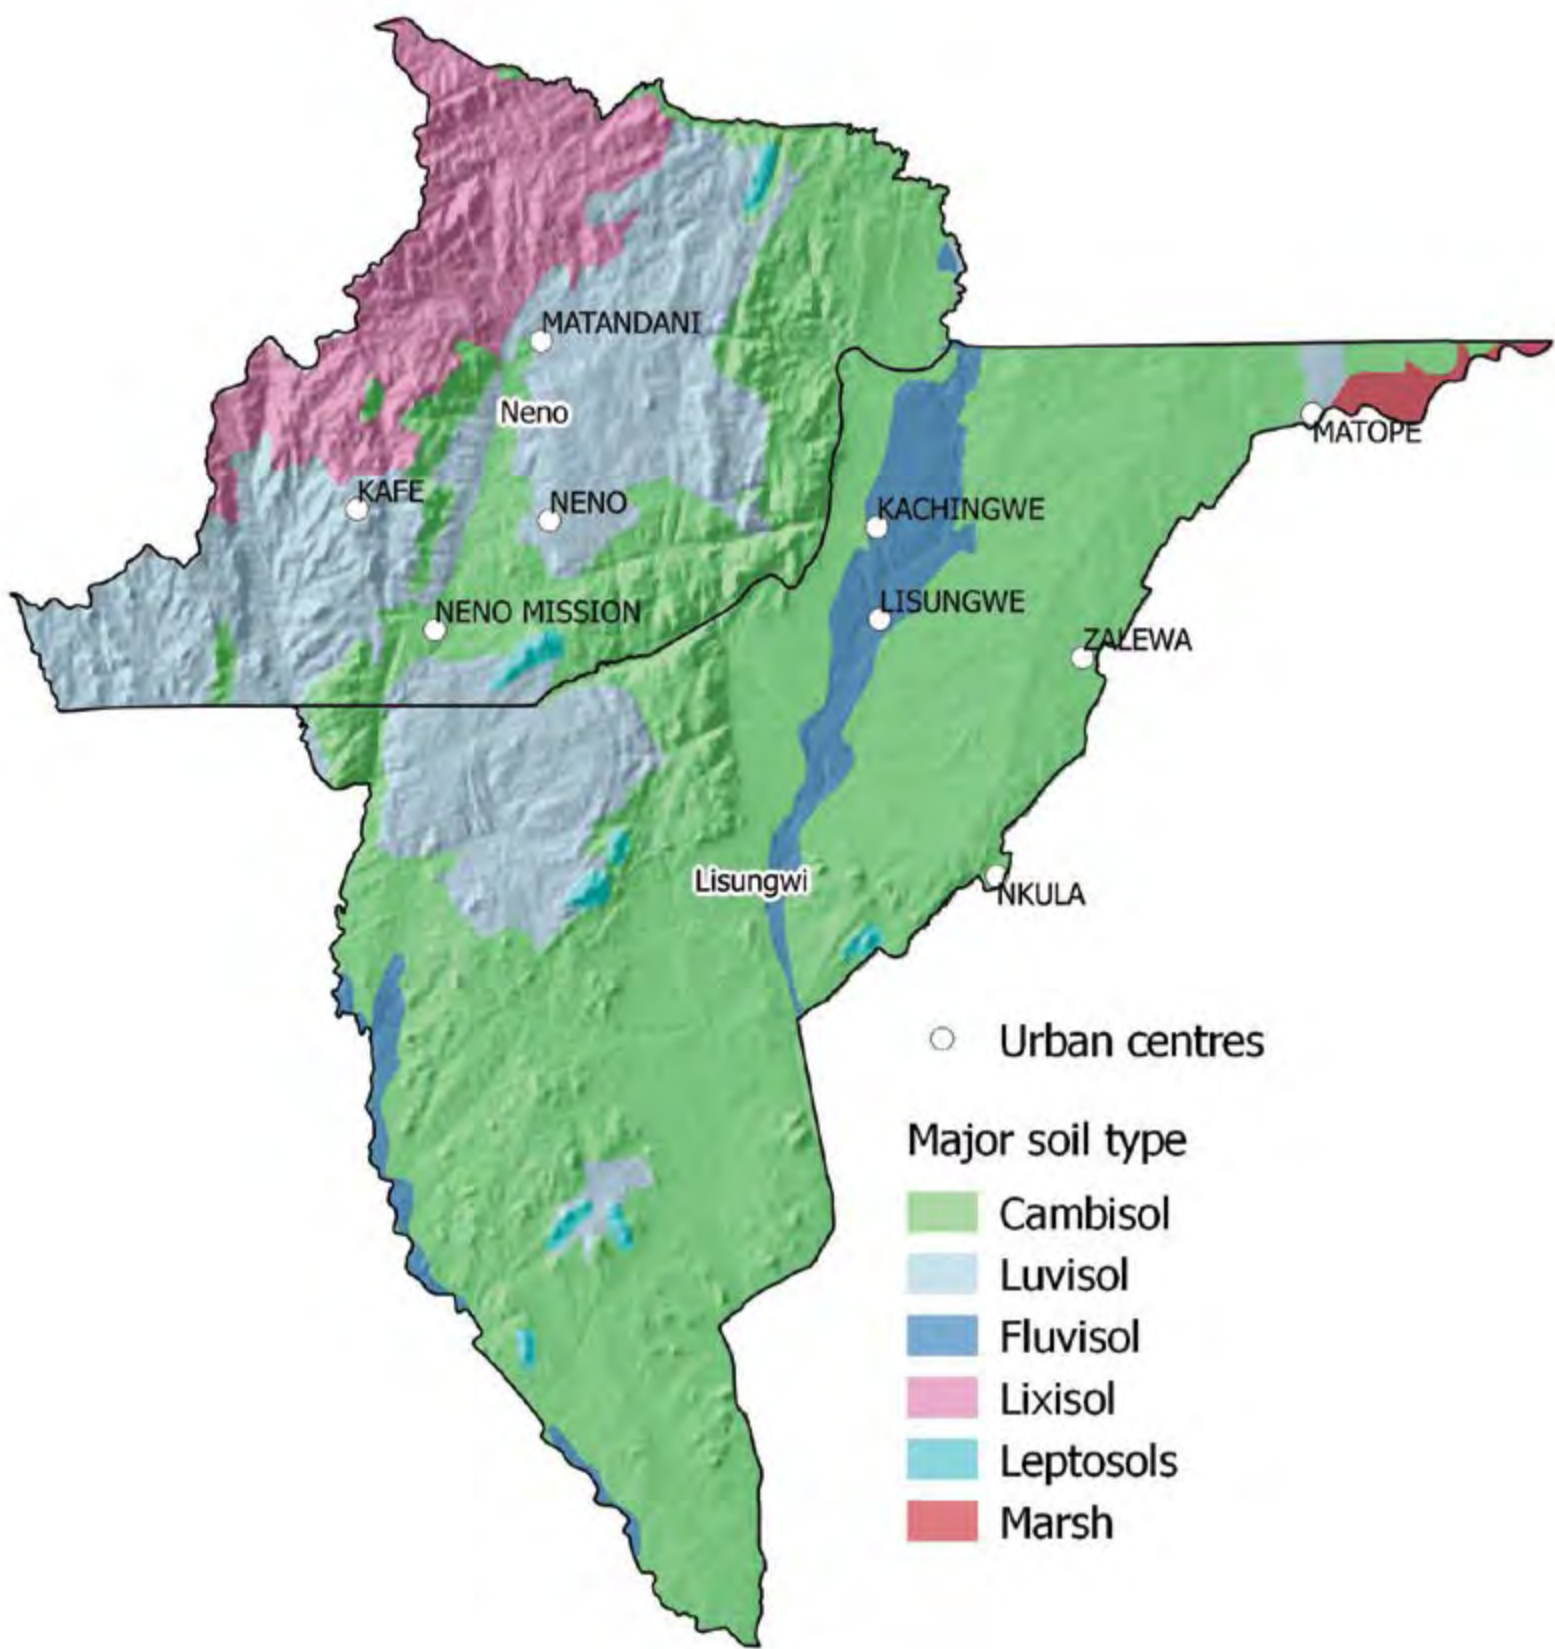 MATANDANI
Neno
MATOPE
KAFE
NENO
KACHINGWE
NENO MISSION
LISUNGWE
ZALEWA
Lisungwi
NKULA
Urban centres
Major soil type
Cambisol
Luvisol
Fluvisol
Lixisol
Leptosols
Marsh